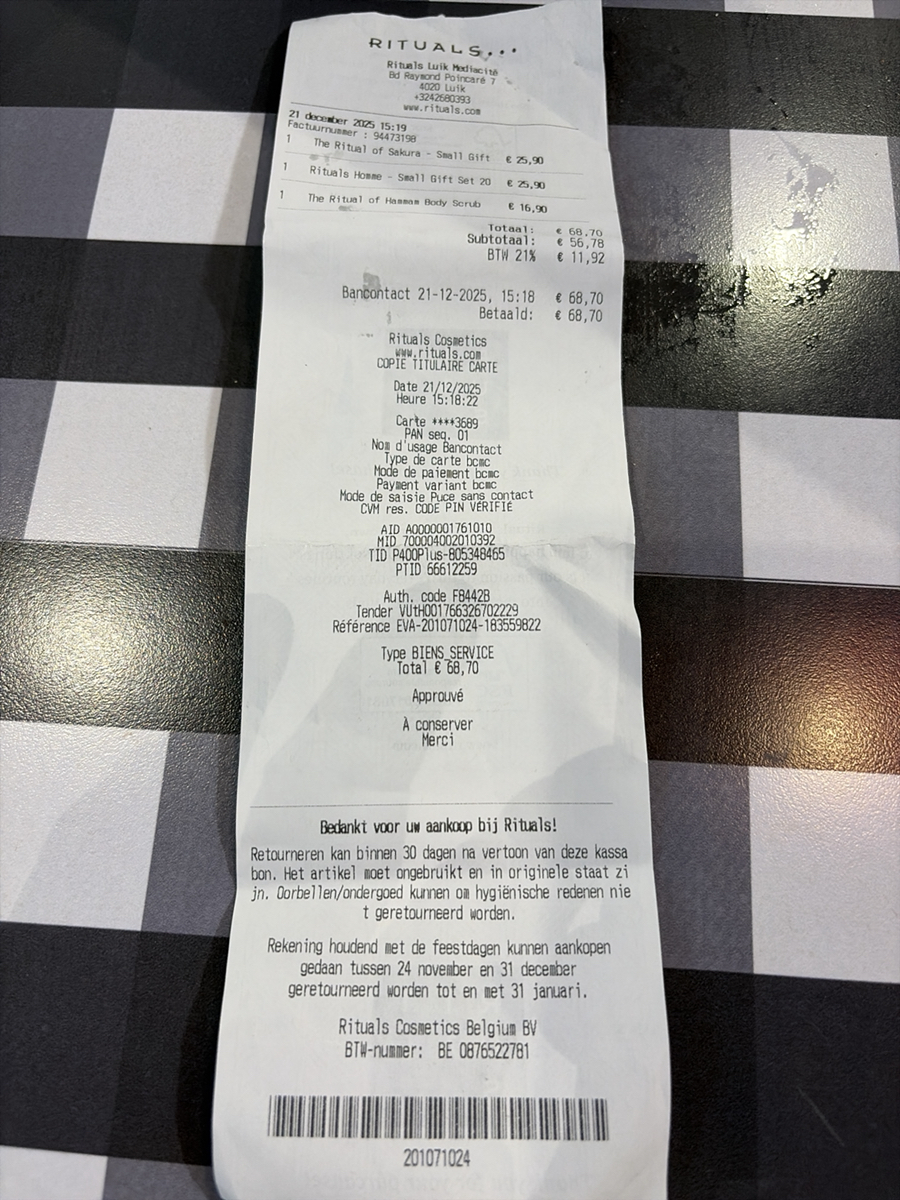 RITUALS...
Rituals Luik Mediacité
Bd Raymond Poincaré 7
4020 Luik
+3242680393
www.rituals.com
21 december 2025 15:19
Factuurnummer : 94473198
1 The Ritual of Sakura - Small Gift € 25,90
1 Rituals Homme - Small Gift Set 20 € 25,90
1 The Ritual of Hammam Body Scrub € 16,90
Totaal: € 68,70
Subtotaal: € 56,78
BTW 21% € 11,92
Bancontact 21-12-2025, 15:18 € 68,70
Betaald: € 68,70
Rituals Cosmetics
www.rituals.com
COPIE TITULAIRE CARTE
Date 21/12/2025
Heure 15:18:22
Carte ****3689
PAN seq. 01
Nom d'usage Bancontact
Type de carte bcmc
Mode de paiement bcmc
Payment variant bcmc
Mode de saisie Puce sans contact
CVM res. CODE PIN VÉRIFIÉ
AID A0000001761010
MID 700004002010392
TID P400Plus-805348465
PTID 66612259
Auth. code F8442B
Tender VUtH001766326702229
Référence EVA-201071024-183559822
Type BIENS_SERVICE
Total € 68,70
Approuvé
À conserver
Merci
Bedankt voor uw aankoop bij Rituals!
Retourneren kan binnen 30 dagen na vertoon van deze kassa
bon. Het artikel moet ongebruikt en in originele staat zi
jn. Oorbellen/ondergoed kunnen om hygiënische redenen nie
t geretourneerd worden.
Rekening houdend met de feestdagen kunnen aankopen
gedaan tussen 24 november en 31 december
geretourneerd worden tot en met 31 januari.
Rituals Cosmetics Belgium BV
BTW-nummer: BE 0876522781
201071024